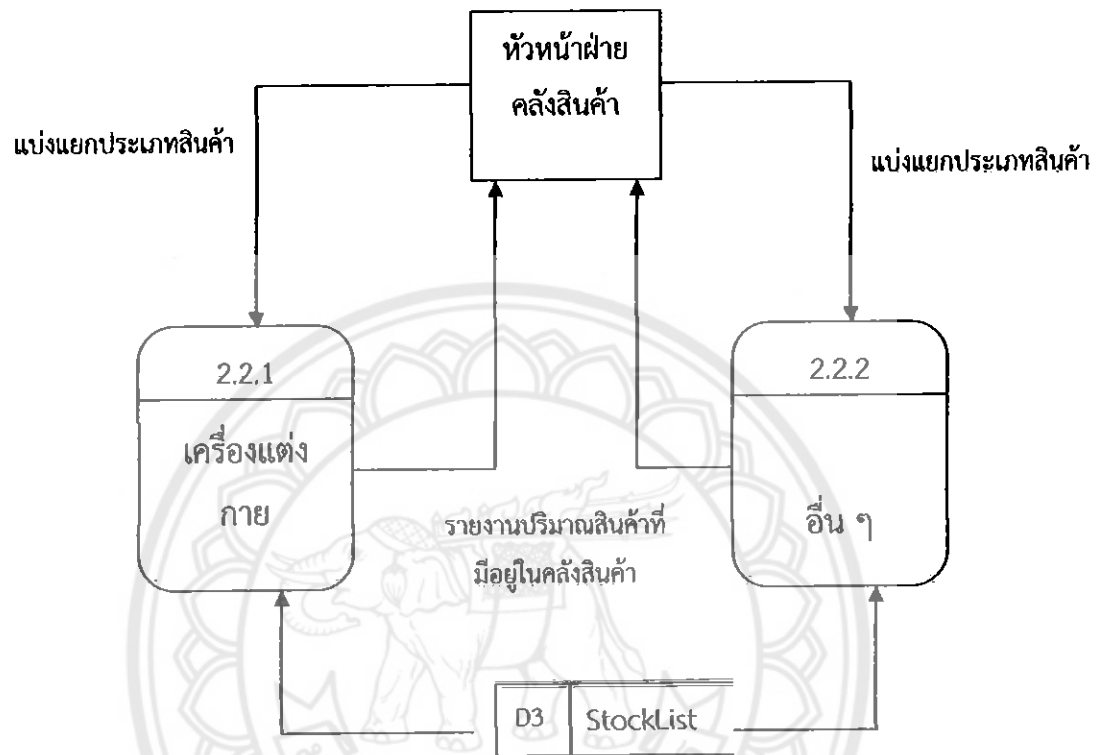 หัวหน้าฝ่าย
คลังสินค้า
แบ่งแยกประเภทสินค้า
แบ่งแยกประเภทสินค้า
2.2.1
เครื่องแต่ง
กาย
2.2.2
อื่น ๆ
รายงานปริมาณสินค้าที่
มีอยู่ในคลังสินค้า
D3
StockList